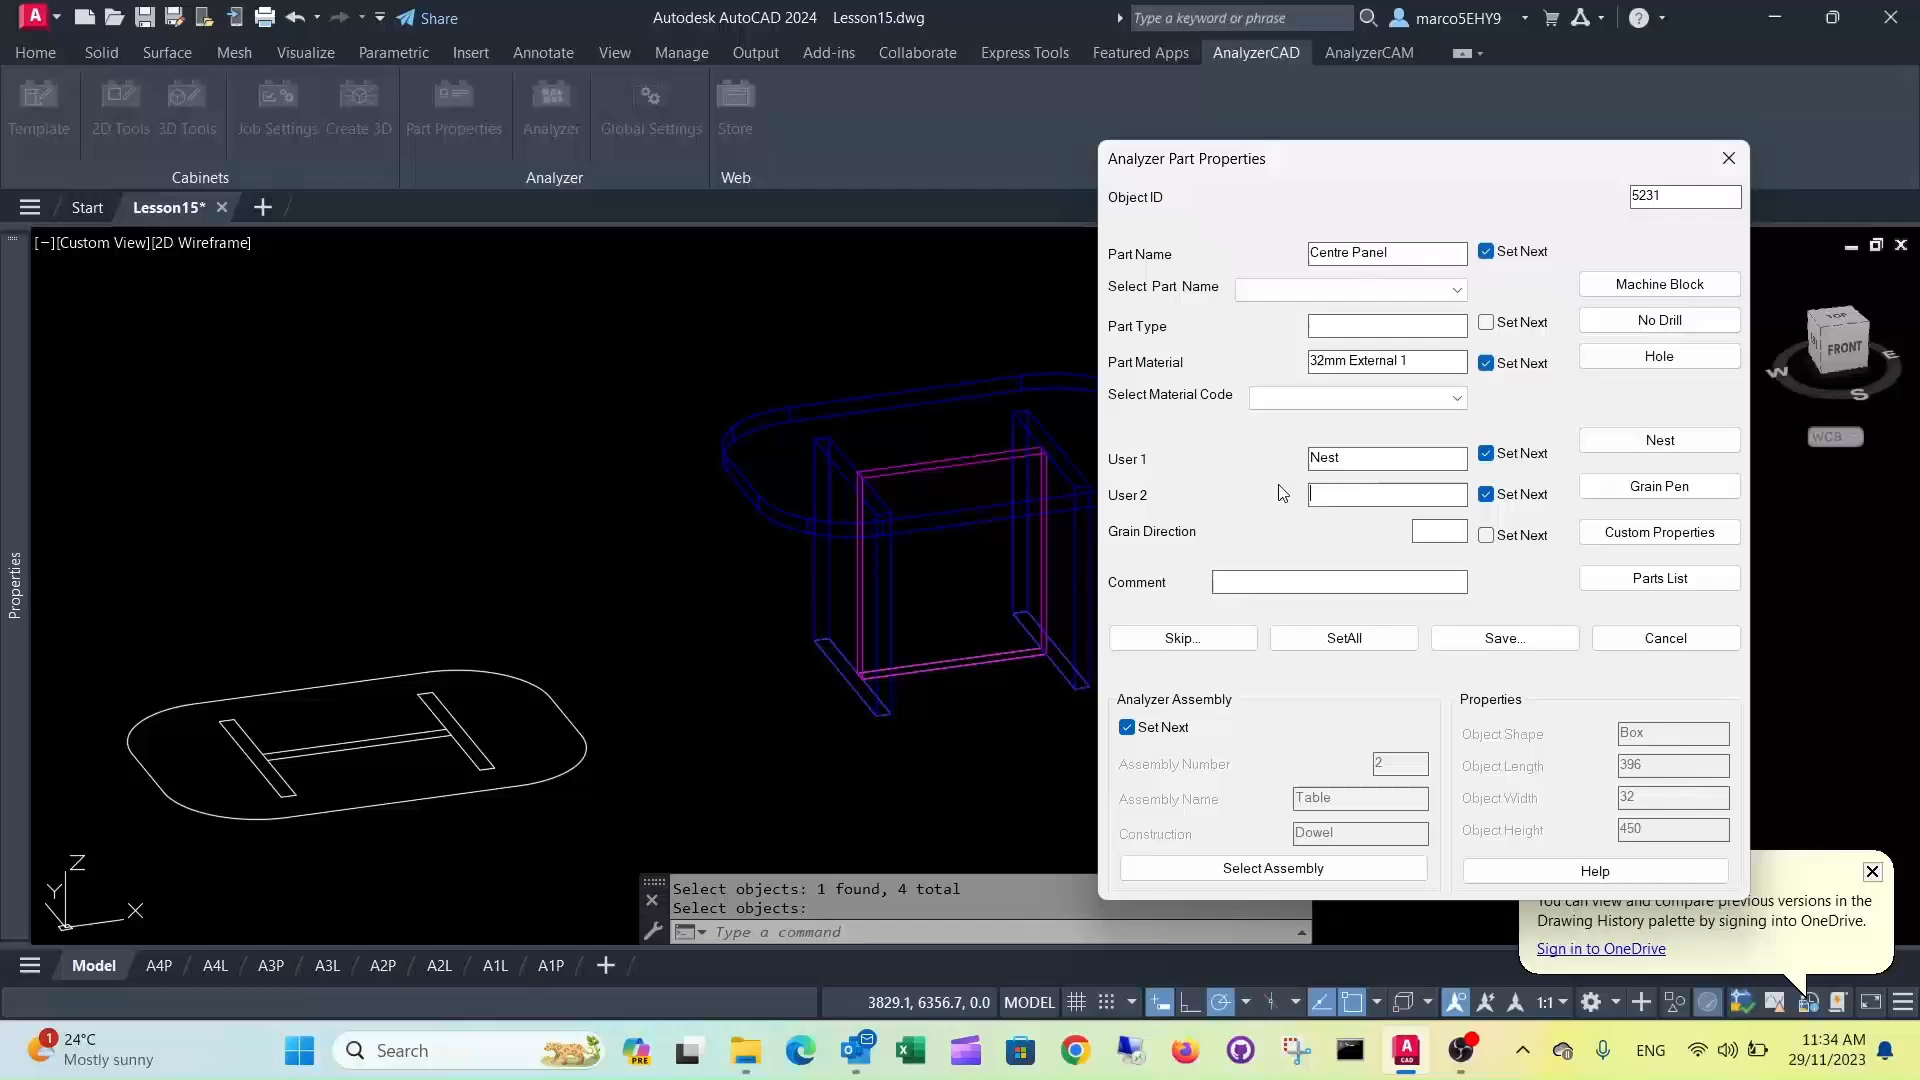 Share
Autodesk AutoCAD 2024 Lesson15.dwg
Type a keyword or phrase
marco5EHY9
Home Solid Surface Mesh Visualize Parametric Insert Annotate View Manage Output Add-ins Collaborate Express Tools Featured Apps AnalyzerCAD AnalyzerCAM
Template 2D Tools 3D Tools Job Settings Create 3D Part Properties Analyzer Global Settings Store
Cabinets Analyzer Web
Start Lesson15*
[−][Custom View][2D Wireframe]
Properties
TOP
FRONT
W
E
S
WCS
Analyzer Part Properties
Object ID 5231
Part Name Centre Panel Set Next
Select Part Name Machine Block
Part Type Set Next No Drill
Part Material 32mm External 1 Set Next Hole
Select Material Code
User 1 Nest Set Next Nest
User 2 Set Next Grain Pen
Grain Direction Set Next Custom Properties
Comment Parts List
Skip... SetAll Save... Cancel
Analyzer Assembly
Set Next
Assembly Number 2
Assembly Name Table
Construction Dowel
Select Assembly
Properties
Object Shape Box
Object Length 396
Object Width 32
Object Height 450
Help
Z
Y
X
Select objects: 1 found, 4 total
Select objects:
Type a command
You can view and compare previous versions in the
Drawing History palette by signing into OneDrive.
Sign in to OneDrive
Model A4P A4L A3P A3L A2P A2L A1L A1P
3829.1, 6356.7, 0.0 MODEL 1:1
1
24°C
Mostly sunny
Search
PRE
A
CAD
ENG
11:34 AM
29/11/2023